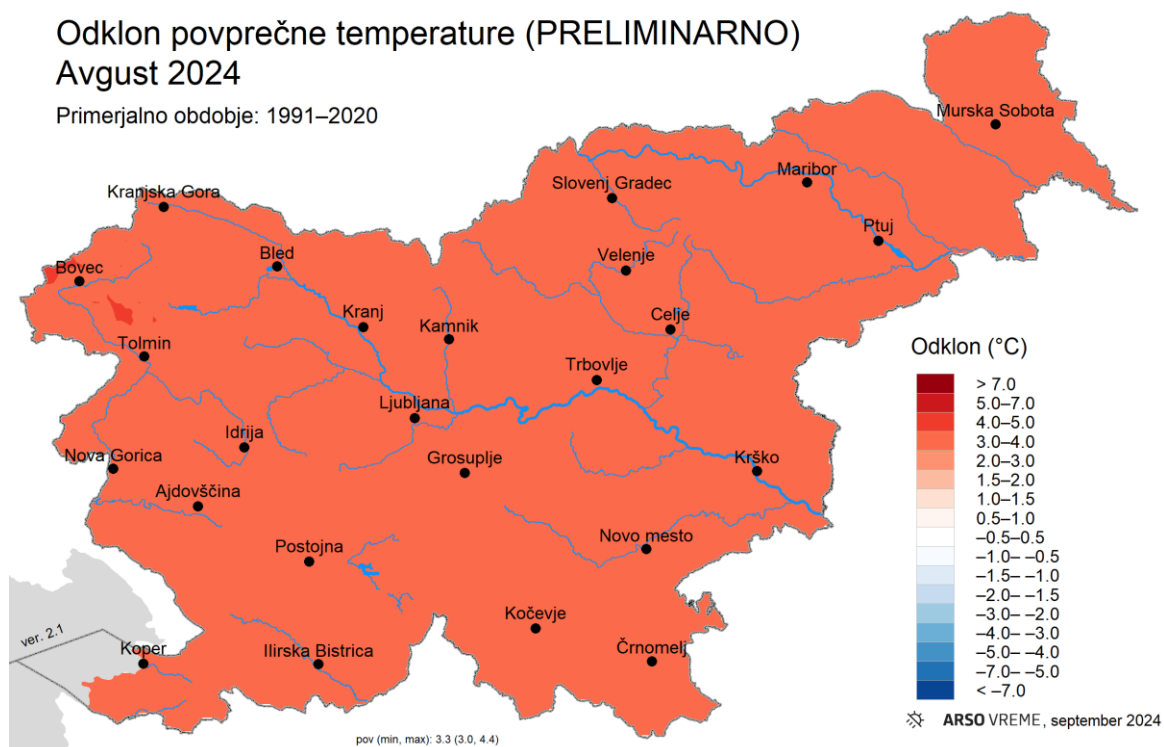 Odklon povprečne temperature (PRELIMINARNO)
Avgust 2024
Primerjalno obdobje: 1991–2020
Murska Sobota
Maribor
Slovenj Gradec
Kranjska Gora
Ptuj
Bled
Velenje
Bovec
Kranj
Kamnik
Celje
Tolmin
Trbovlje
Ljubljana
Idrija
Nova Gorica
Grosuplje
Krško
Ajdovščina
Novo mesto
Postojna
Kočevje
ver. 2.1
Koper
Ilirska Bistrica
Črnomelj
Odklon (°C)
> 7.0
5.0–7.0
4.0–5.0
3.0–4.0
2.0–3.0
1.5–2.0
1.0–1.5
0.5–1.0
–0.5–0.5
–1.0– –0.5
–1.5– –1.0
–2.0– –1.5
–3.0– –2.0
–4.0– –3.0
–5.0– –4.0
–7.0– –5.0
< –7.0
ARSO VREME, september 2024
pov (min, max): 3.3 (3.0, 4.4)